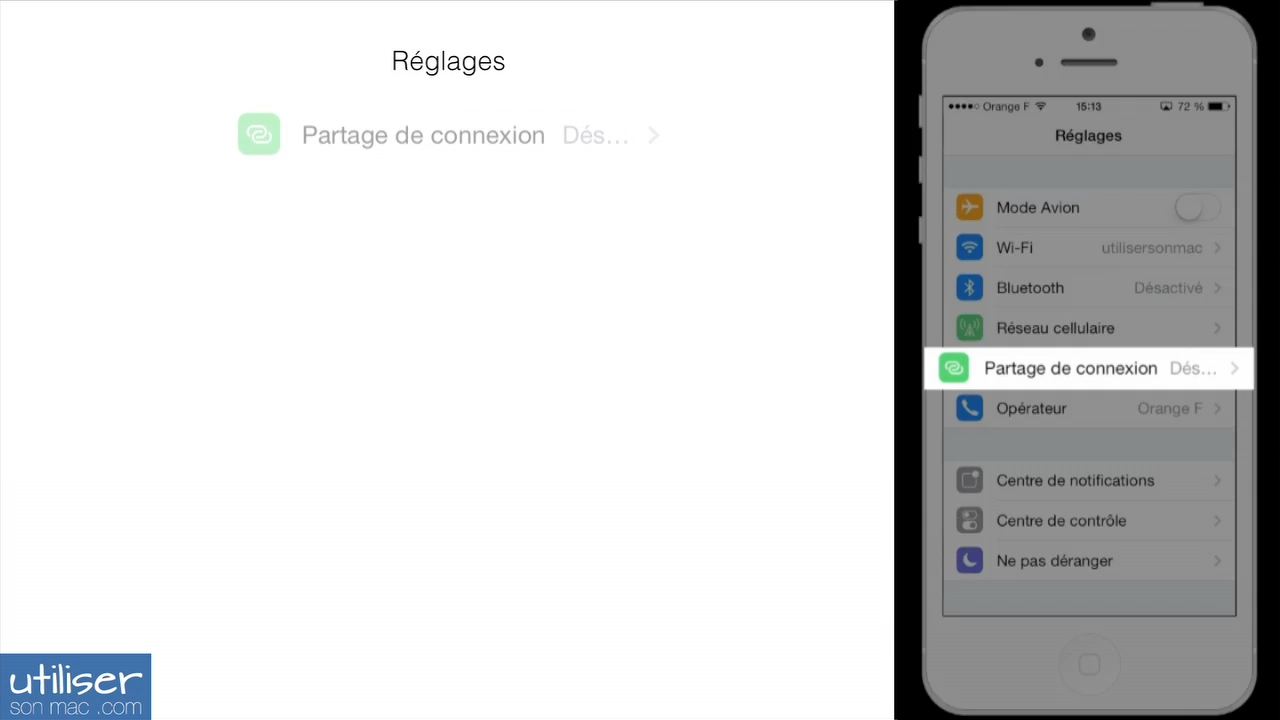 Réglages
Partage de connexion Dés... >
utiliser
son mac .com
Orange F 15:13 72 %
Réglages
Mode Avion
Wi-Fi utilisersonmac >
Bluetooth Désactivé >
Réseau cellulaire >
Partage de connexion Dés... >
Opérateur Orange F >
Centre de notifications >
Centre de contrôle >
Ne pas déranger >